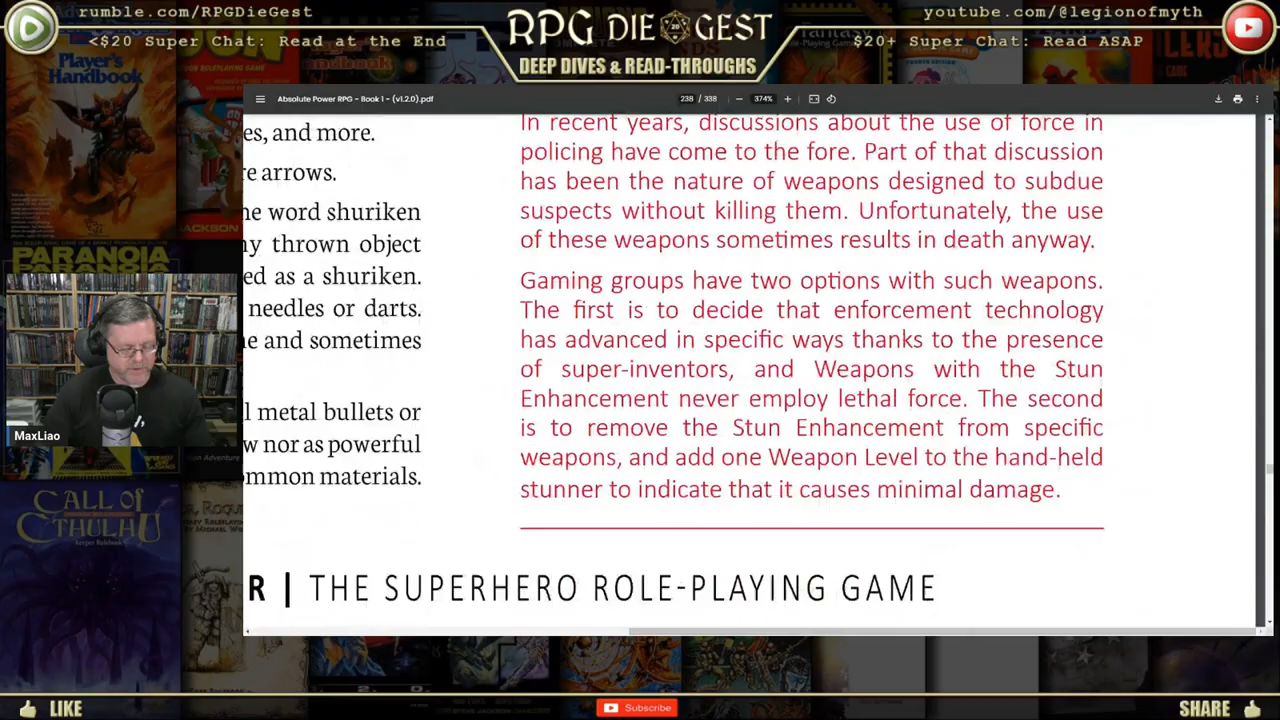 rumble.com/RPGDieGest
<$20 Super Chat: Read at the End
RPG DIE GEST
DEEP DIVES & READ-THROUGHS
youtube.com/@legionofmyth
$20+ Super Chat: Read ASAP
Player's
Handbook
PARANOIA
JACKSON
Absolute Power RPG - Book 1 - (v1.2.0).pdf
238 / 338
374%
es, and more.
re arrows.
he word shuriken
ny thrown object
ed as a shuriken.
needles or darts.
e and sometimes
l metal bullets or
w nor as powerful
ommon materials.
In recent years, discussions about the use of force in
policing have come to the fore. Part of that discussion
has been the nature of weapons designed to subdue
suspects without killing them. Unfortunately, the use
of these weapons sometimes results in death anyway.
Gaming groups have two options with such weapons.
The first is to decide that enforcement technology
has advanced in specific ways thanks to the presence
of super-inventors, and Weapons with the Stun
Enhancement never employ lethal force. The second
is to remove the Stun Enhancement from specific
weapons, and add one Weapon Level to the hand-held
stunner to indicate that it causes minimal damage.
R | THE SUPERHERO ROLE-PLAYING GAME
MaxLiao
CALL OF
CTHULHU
LIKE
Subscribe
SHARE